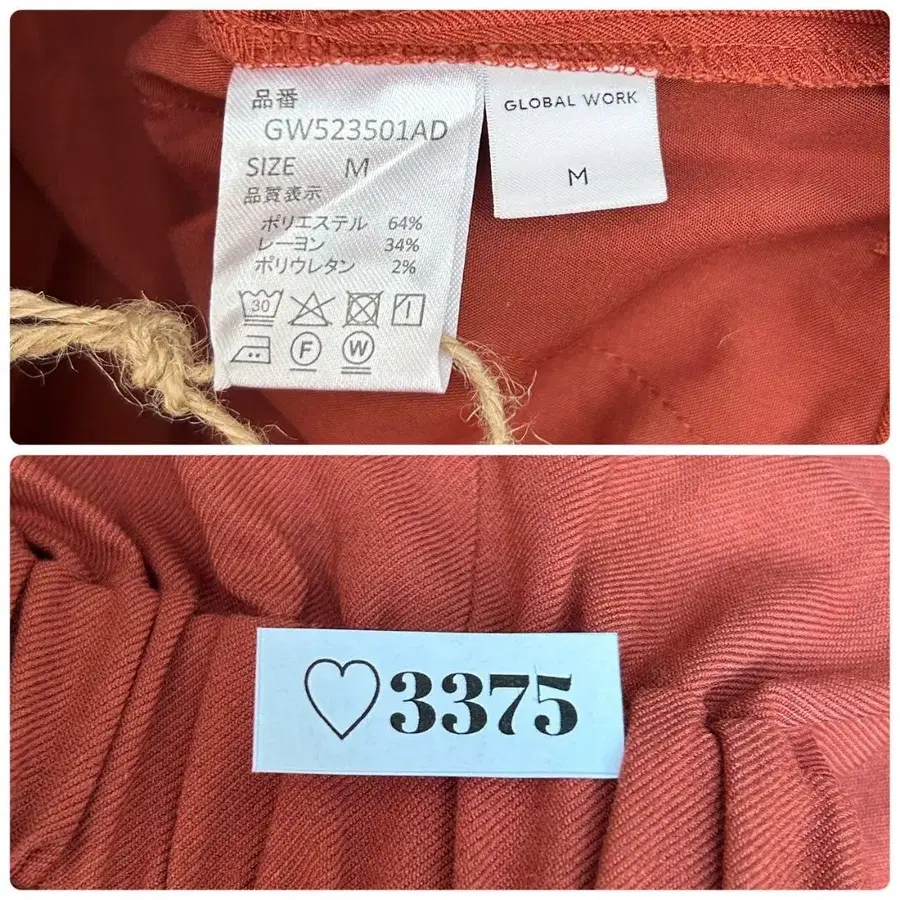 品番
GW523501AD
SIZE M
品質表示
ポリエステル 64%
レーヨン 34%
ポリウレタン 2%
30
F W
GLOBAL WORK
M
♡3375